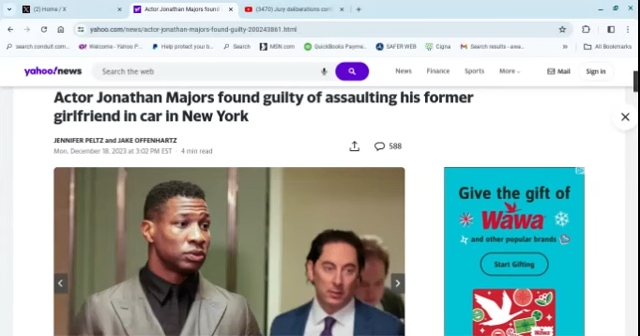 (2) Home / X
Actor Jonathan Majors found
(3470) Jury deliberations con
yahoo.com/news/actor-jonathan-majors-found-guilty-200243861.html
search.conduit.com...
Welcome - Yahoo P...
Help protect your b...
Search
MSN.com
QuickBooks Payme...
SAFER WEB
Cigna
Search results - awa...
All Bookmarks
yahoo!news
Search the web
News
Finance
Sports
More...
Mail
Sign in
Actor Jonathan Majors found guilty of assaulting his former
girlfriend in car in New York
JENNIFER PELTZ and JAKE OFFENHARTZ
Mon, December 18, 2023 at 3:02 PM EST · 4 min read
588
Give the gift of
Wawa
and other popular brands
Start Gifting